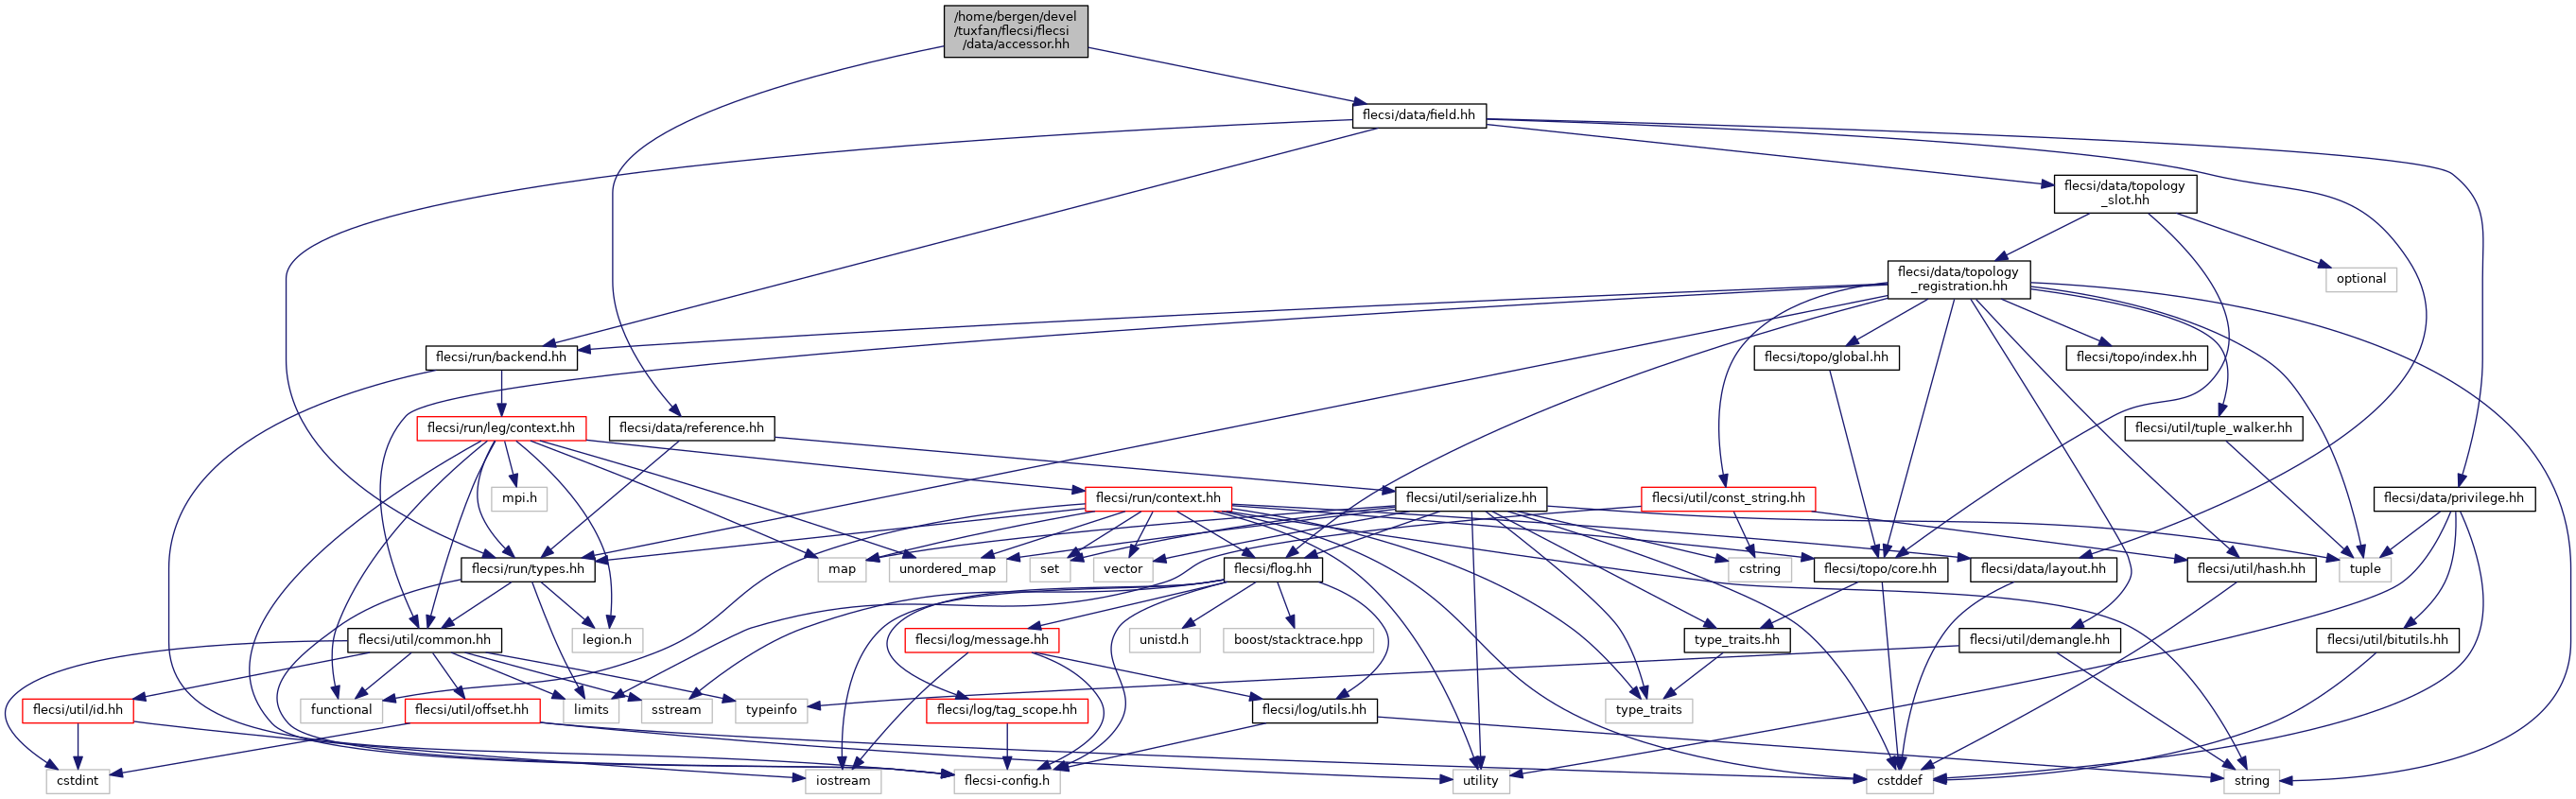 /home/bergen/devel
/tuxfan/flecsi/flecsi
/data/accessor.hh
flecsi/data/field.hh
flecsi/data/topology
_slot.hh
flecsi/data/topology
_registration.hh
optional
flecsi/run/backend.hh
flecsi/topo/global.hh
flecsi/topo/index.hh
flecsi/run/leg/context.hh
flecsi/data/reference.hh
flecsi/util/tuple_walker.hh
mpi.h
flecsi/run/context.hh
flecsi/util/serialize.hh
flecsi/util/const_string.hh
flecsi/data/privilege.hh
flecsi/run/types.hh
map
unordered_map
set
vector
flecsi/flog.hh
cstring
flecsi/topo/core.hh
flecsi/data/layout.hh
flecsi/util/hash.hh
tuple
flecsi/util/common.hh
legion.h
flecsi/log/message.hh
unistd.h
boost/stacktrace.hpp
type_traits.hh
flecsi/util/demangle.hh
flecsi/util/bitutils.hh
flecsi/util/id.hh
functional
flecsi/util/offset.hh
limits
sstream
typeinfo
flecsi/log/tag_scope.hh
flecsi/log/utils.hh
type_traits
cstdint
iostream
flecsi-config.h
utility
cstddef
string